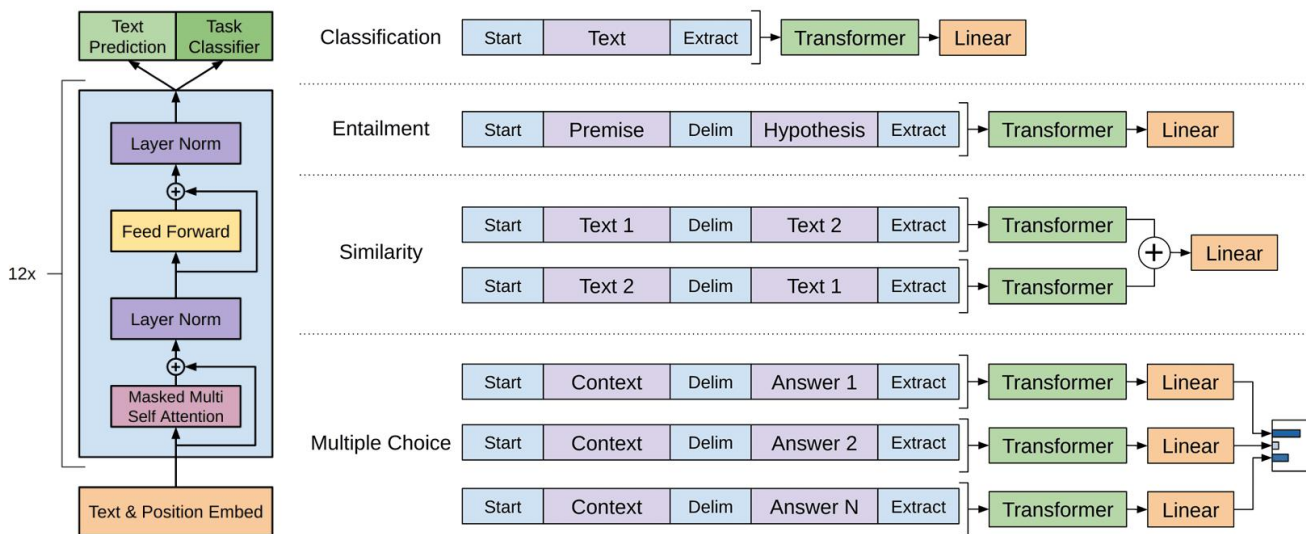 Text
Prediction
Task
Classifier
12x
Layer Norm
Feed Forward
Layer Norm
Masked Multi
Self Attention
Text & Position Embed
Classification
Start Text Extract Transformer Linear
Entailment
Start Premise Delim Hypothesis Extract Transformer Linear
Similarity
Start Text 1 Delim Text 2 Extract Transformer
Linear
Start Text 2 Delim Text 1 Extract Transformer
Multiple Choice
Start Context Delim Answer 1 Extract Transformer Linear
Start Context Delim Answer 2 Extract Transformer Linear
Start Context Delim Answer N Extract Transformer Linear